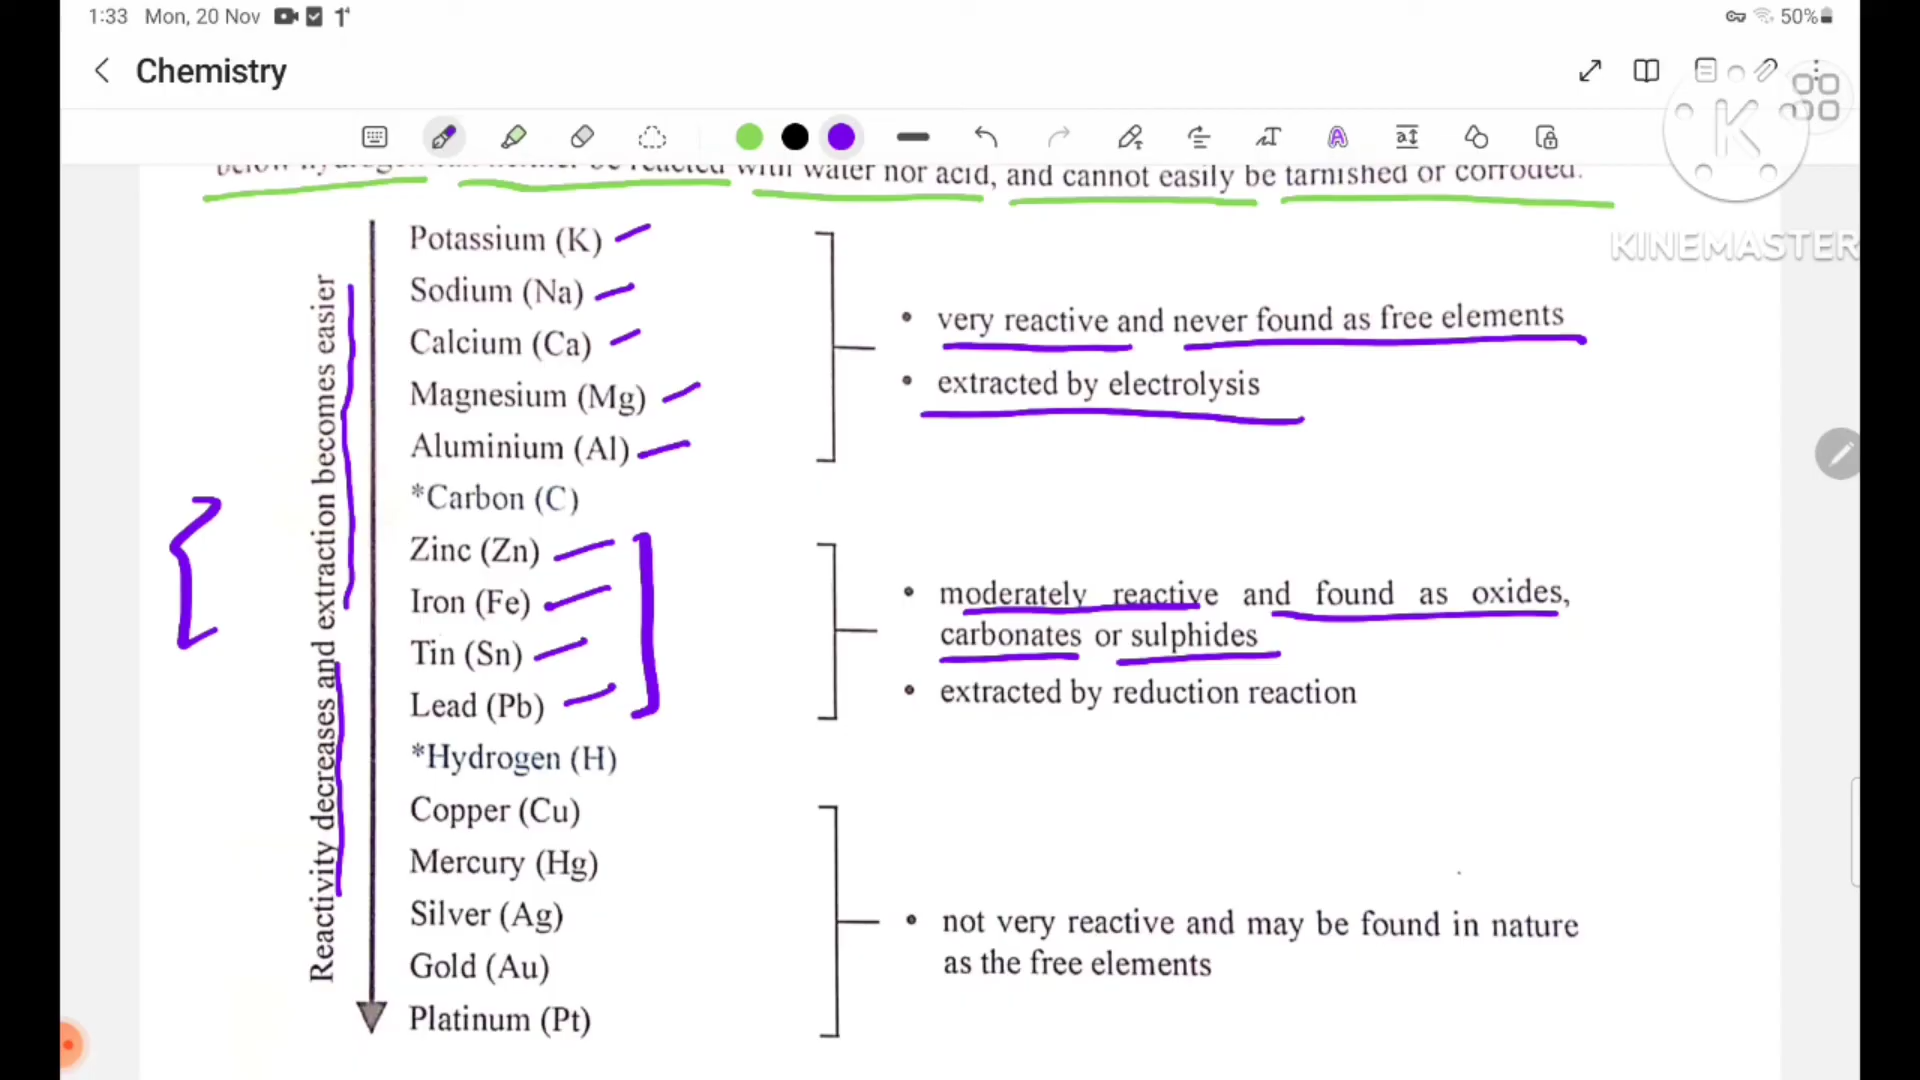 1:33 Mon, 20 Nov
50%
Chemistry
K
KINEMASTER
below hydrogen be reacted with water nor acid, and cannot easily be tarnished or corroded.
Reactivity decreases and extraction becomes easier
Potassium (K)
Sodium (Na)
Calcium (Ca)
Magnesium (Mg)
Aluminium (Al)
• very reactive and never found as free elements
• extracted by electrolysis
*Carbon (C)
Zinc (Zn)
Iron (Fe)
Tin (Sn)
Lead (Pb)
• moderately reactive and found as oxides,
carbonates or sulphides
• extracted by reduction reaction
*Hydrogen (H)
Copper (Cu)
Mercury (Hg)
Silver (Ag)
Gold (Au)
Platinum (Pt)
• not very reactive and may be found in nature
as the free elements